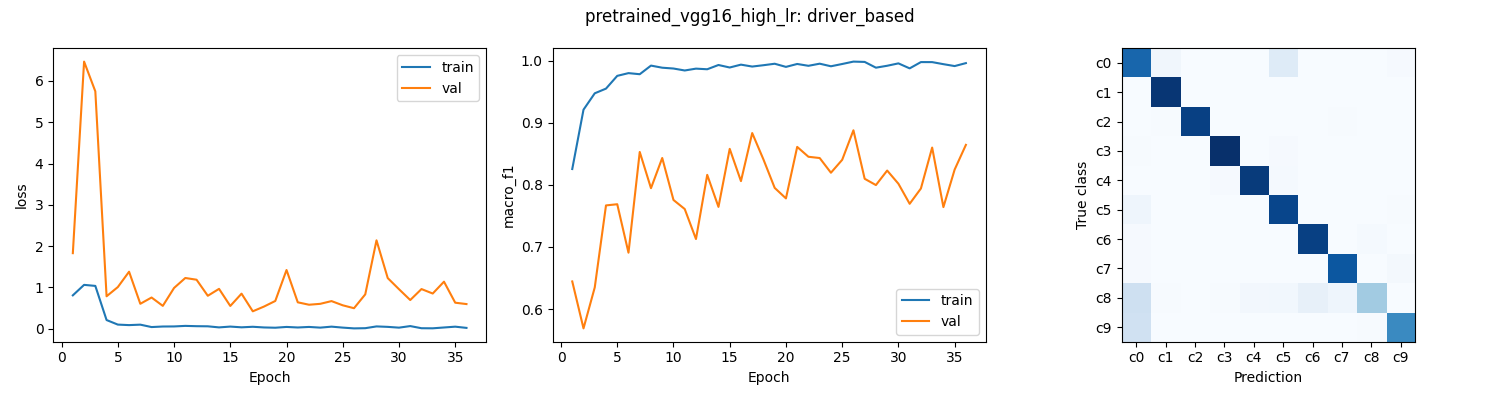 pretrained_vgg16_high_lr: driver_based
train
val
6
5
4
3
2
1
0
loss
0 5 10 15 20 25 30 35
Epoch
1.0
0.9
0.8
0.7
0.6
macro_f1
train
val
0 5 10 15 20 25 30 35
Epoch
c0
c1
c2
c3
c4
c5
c6
c7
c8
c9
True class
c0 c1 c2 c3 c4 c5 c6 c7 c8 c9
Prediction